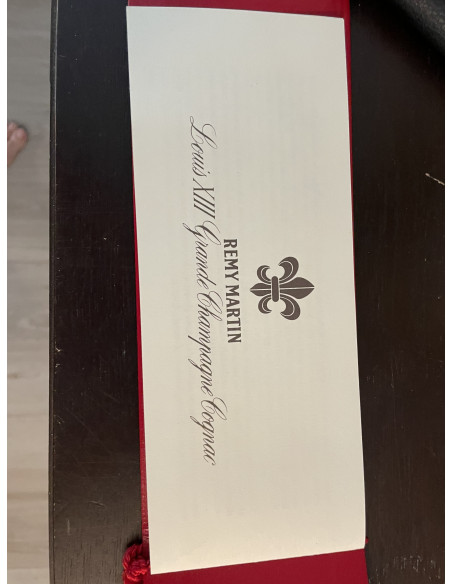 REMY MARTIN
Louis XIII Grande Champagne Cognac